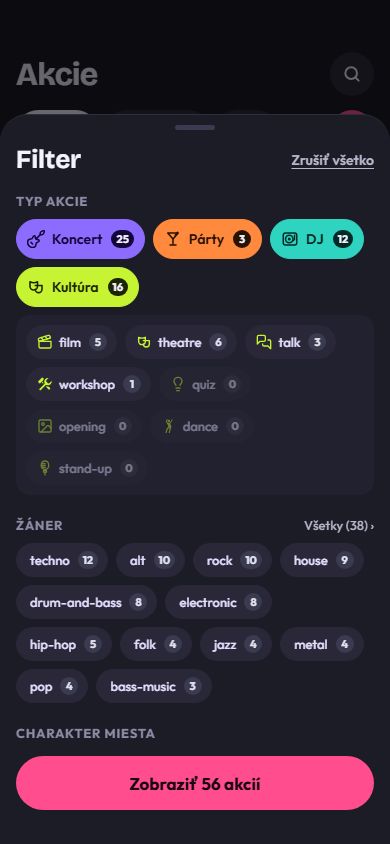 Akcie
Filter
Zrušiť všetko
TYP AKCIE
Koncert 25 Párty 3 DJ 12
Kultúra 16
film 5 theatre 6 talk 3
workshop 1 quiz 0
opening 0 dance 0
stand-up 0
ŽÁNER
Všetky (38) ›
techno 12 alt 10 rock 10 house 9
drum-and-bass 8 electronic 8
hip-hop 5 folk 4 jazz 4 metal 4
pop 4 bass-music 3
CHARAKTER MIESTA
Zobraziť 56 akcií